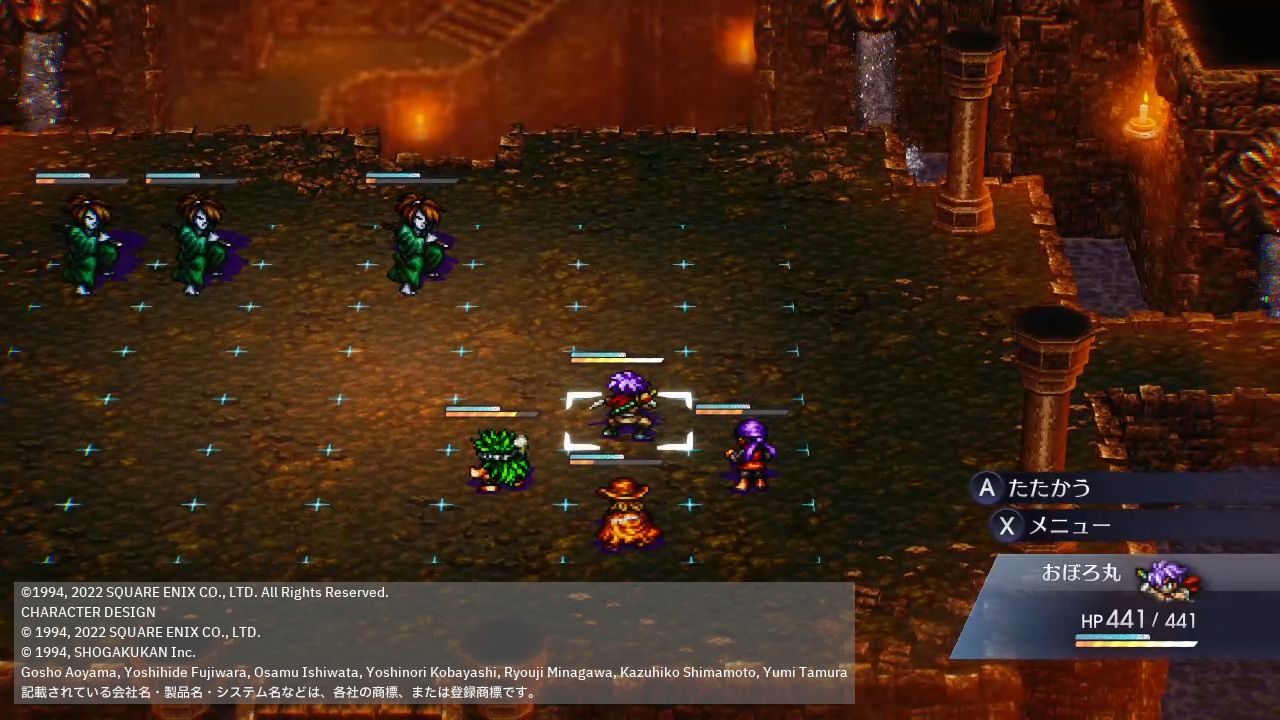 A たたかう
X メニュー
おぼろ丸
HP 441 / 441
©1994, 2022 SQUARE ENIX CO., LTD. All Rights Reserved.
CHARACTER DESIGN
© 1994, 2022 SQUARE ENIX CO., LTD.
© 1994, SHOGAKUKAN Inc.
Gosho Aoyama, Yoshihide Fujiwara, Osamu Ishiwata, Yoshinori Kobayashi, Ryouji Minagawa, Kazuhiko Shimamoto, Yumi Tamura
記載されている会社名・製品名・システム名などは、各社の商標、または登録商標です。